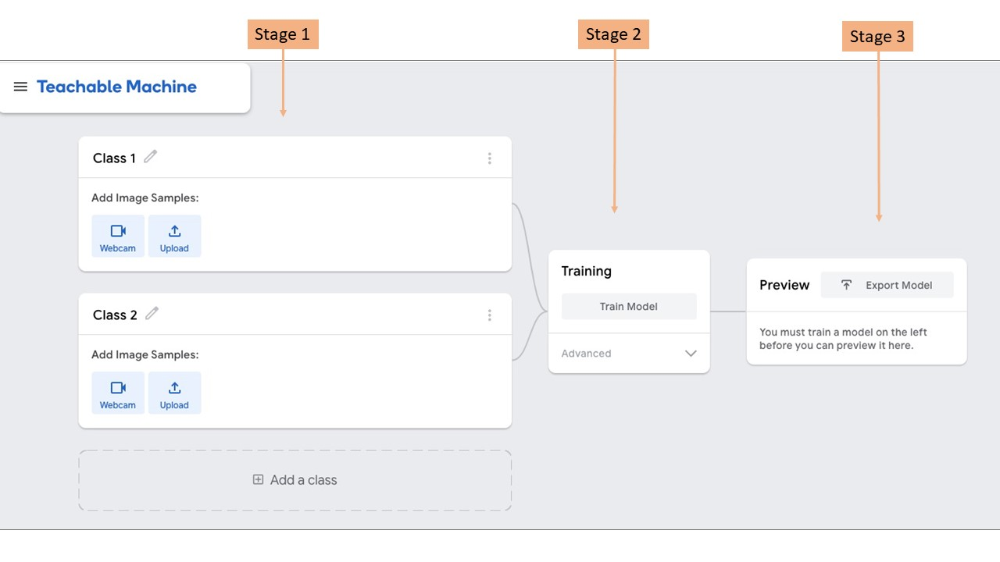 Stage 1
Stage 2
Stage 3
Teachable Machine
Class 1
Add Image Samples:
Webcam
Upload
Class 2
Add Image Samples:
Webcam
Upload
Add a class
Training
Train Model
Advanced
Preview
Export Model
You must train a model on the left
before you can preview it here.